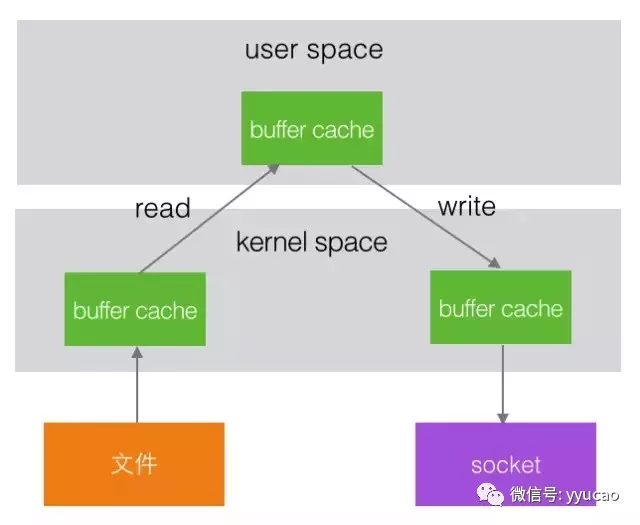 user space
buffer cache
read
write
kernel space
buffer cache
buffer cache
文件
socket
微信号: yyucao